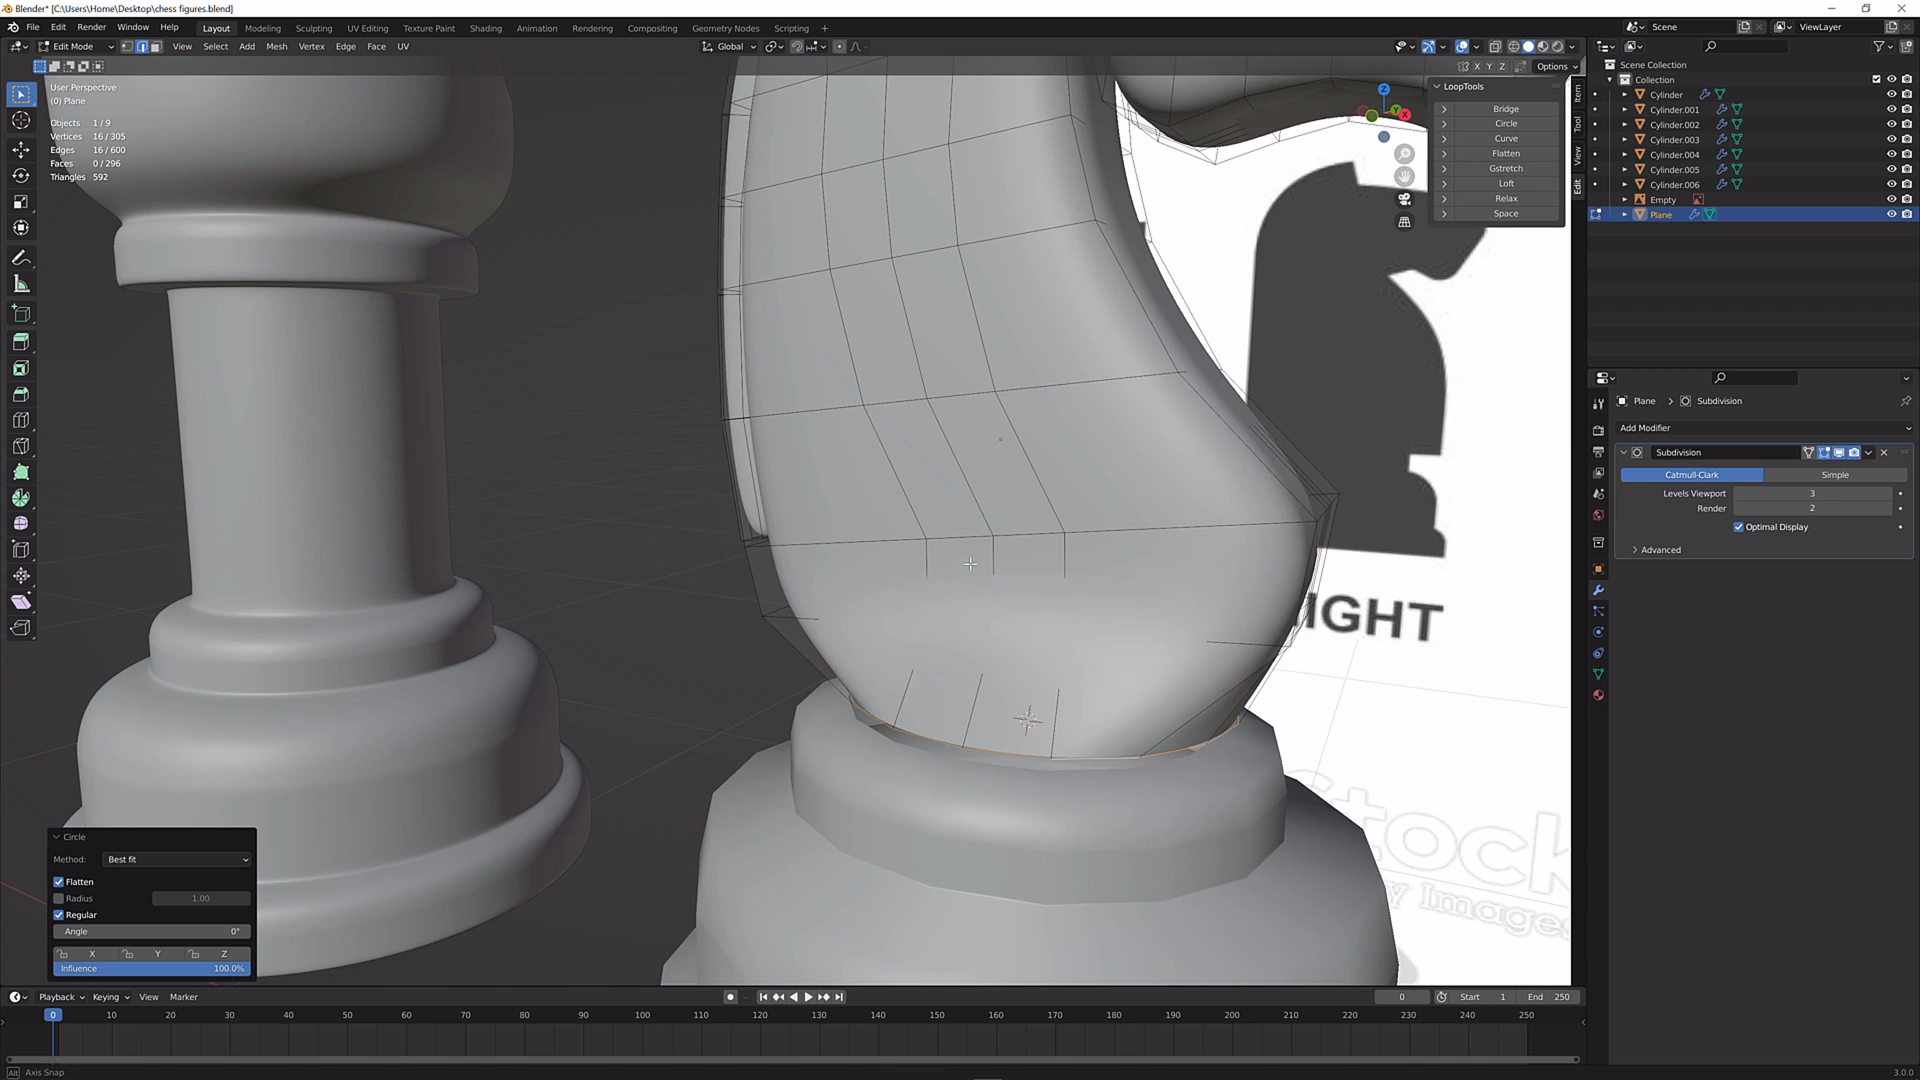 Blender* [C:\Users\Home\Desktop\chess figures.blend]
File Edit Render Window Help
Layout Modeling Sculpting UV Editing Texture Paint Shading Animation Rendering Compositing Geometry Nodes Scripting +
Scene
ViewLayer
Edit Mode View Select Add Mesh Vertex Edge Face UV
Global
X Y Z Options
User Perspective
(0) Plane
Objects 1 / 9
Vertices 16 / 305
Edges 16 / 600
Faces 0 / 296
Triangles 592
LoopTools
Bridge
Circle
Curve
Flatten
Gstretch
Loft
Relax
Space
Item
Tool
View
Edit
Z
Y
X
Scene Collection
Collection
Cylinder
Cylinder.001
Cylinder.002
Cylinder.003
Cylinder.004
Cylinder.005
Cylinder.006
Empty
Plane
Plane > Subdivision
Add Modifier
Subdivision
Catmull-Clark Simple
Levels Viewport 3
Render 2
Optimal Display
Advanced
IGHT
Stock
by Images
Circle
Method: Best fit
Flatten
Radius 1.00
Regular
Angle 0°
X Y Z
Influence 100.0%
Playback Keying View Marker
0 Start 1 End 250
0 10 20 30 40 50 60 70 80 90 100 110 120 130 140 150 160 170 180 190 200 210 220 230 240 250
Alt Axis Snap
3.0.0